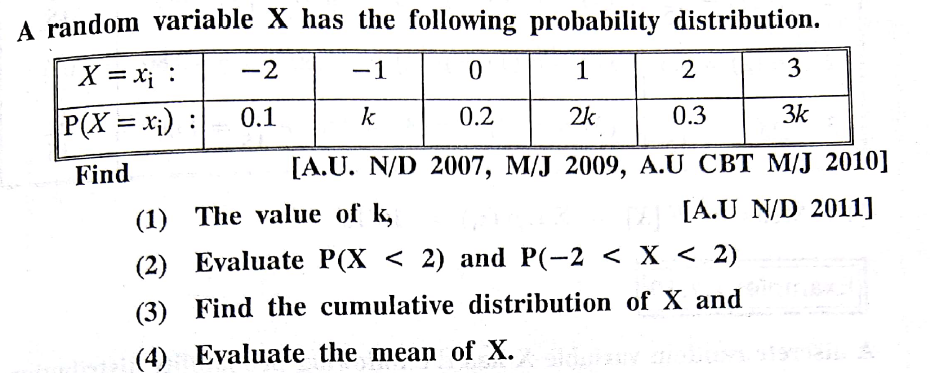 A random variable X has the following probability distribution.
X = xᵢ : −2 −1 0 1 2 3
P(X = xᵢ) : 0.1 k 0.2 2k 0.3 3k
Find [A.U. N/D 2007, M/J 2009, A.U CBT M/J 2010]
(1) The value of k, [A.U N/D 2011]
(2) Evaluate P(X < 2) and P(−2 < X < 2)
(3) Find the cumulative distribution of X and
(4) Evaluate the mean of X.